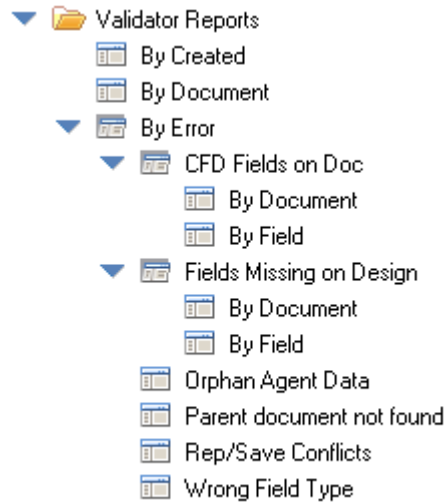 Validator Reports
By Created
By Document
By Error
CFD Fields on Doc
By Document
By Field
Fields Missing on Design
By Document
By Field
Orphan Agent Data
Parent document not found
Rep/Save Conflicts
Wrong Field Type